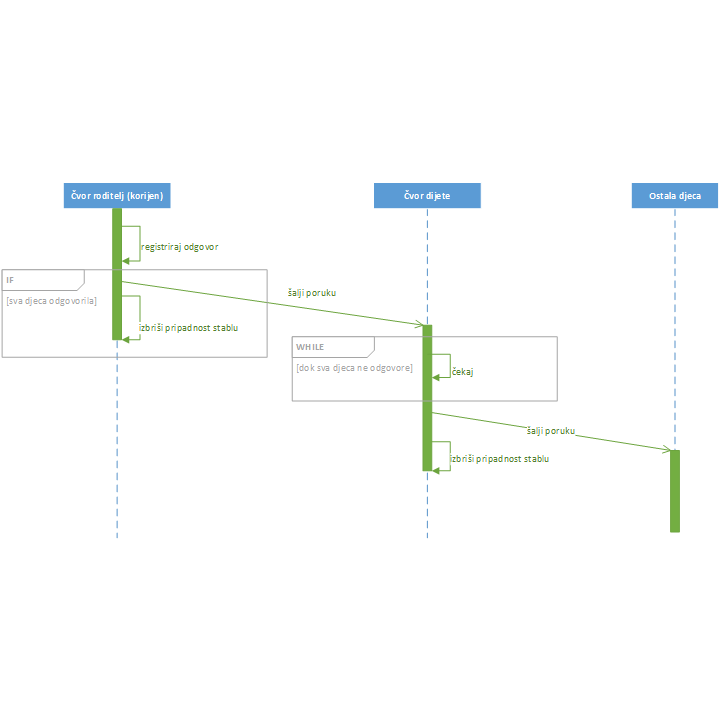 Čvor roditelj (korijen)
Čvor dijete
Ostala djeca
registriraj odgovor
IF
[sva djeca odgovorila]
šalji poruku
izbriši pripadnost stablu
WHILE
[dok sva djeca ne odgovore]
čekaj
šalji poruku
izbriši pripadnost stablu